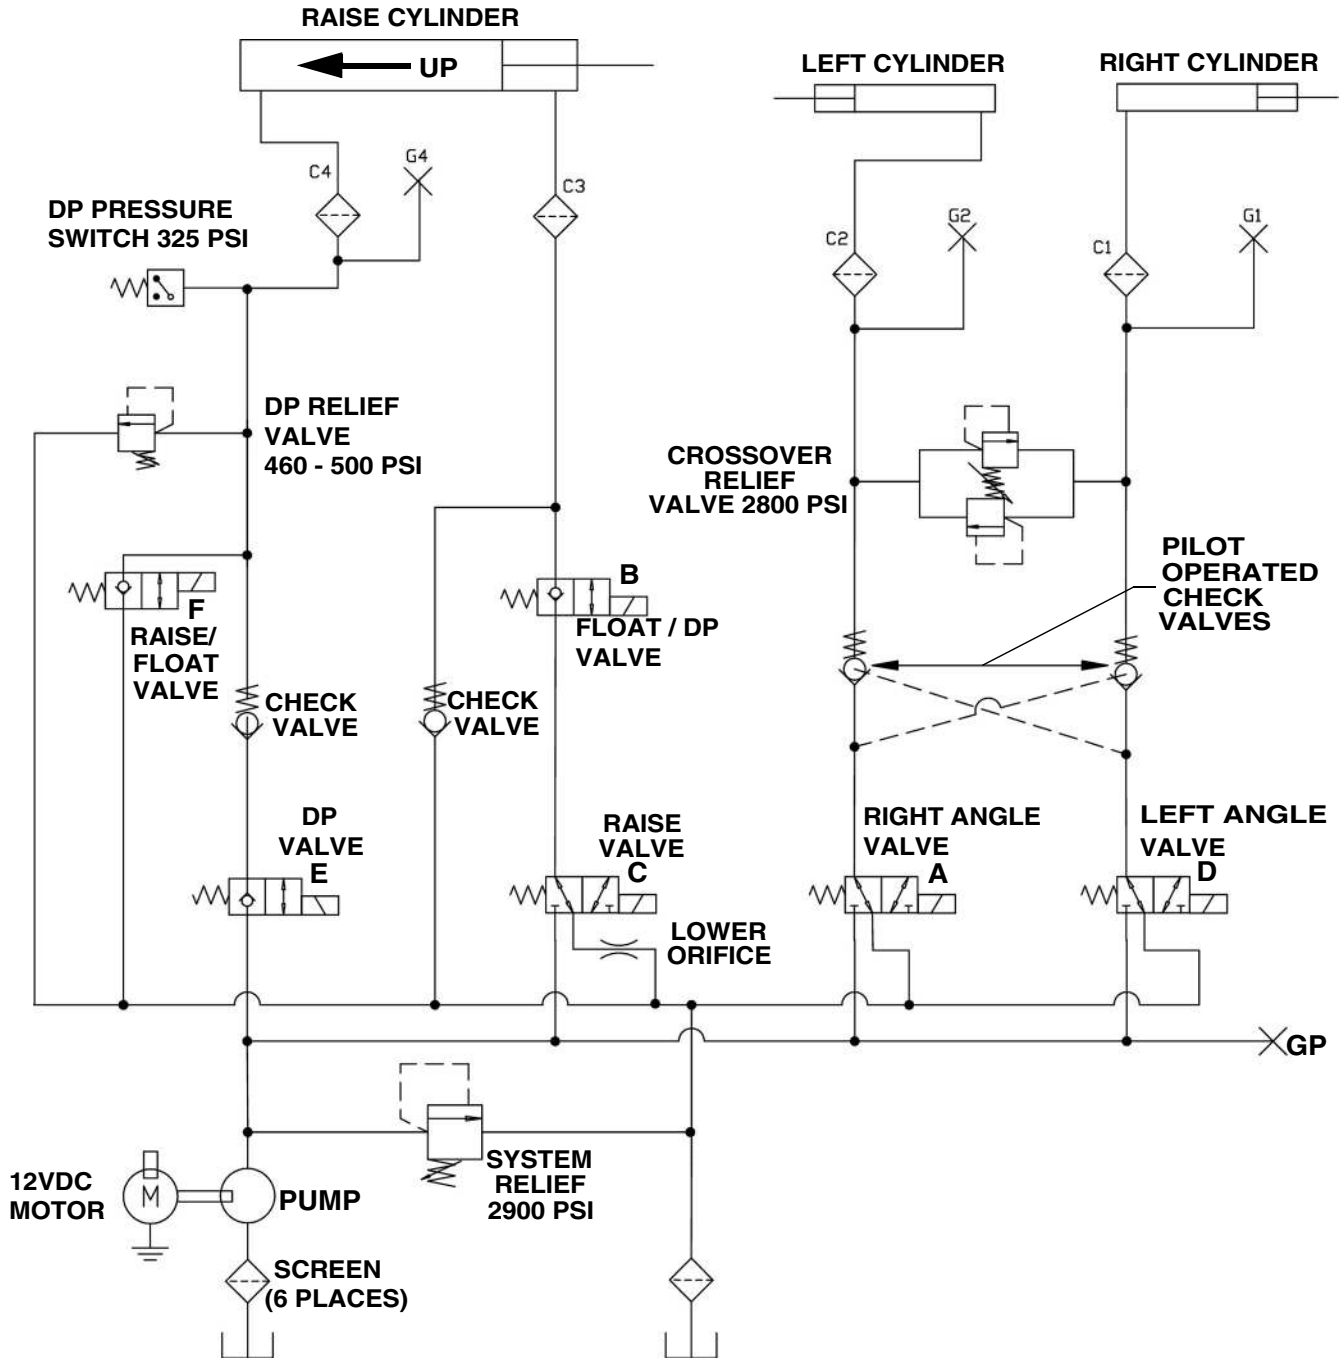 RAISE CYLINDER
UP
LEFT CYLINDER
RIGHT CYLINDER
C4
G4
C3
DP PRESSURE
SWITCH 325 PSI
C2
G2
C1
G1
DP RELIEF
VALVE
460 - 500 PSI
CROSSOVER
RELIEF
VALVE 2800 PSI
PILOT
OPERATED
CHECK
VALVES
F
RAISE/
FLOAT
VALVE
B
FLOAT / DP
VALVE
CHECK
VALVE
CHECK
VALVE
DP
VALVE
E
RAISE
VALVE
C
RIGHT ANGLE
VALVE
A
LEFT ANGLE
VALVE
D
LOWER
ORIFICE
GP
12VDC
MOTOR
M
PUMP
SYSTEM
RELIEF
2900 PSI
SCREEN
(6 PLACES)